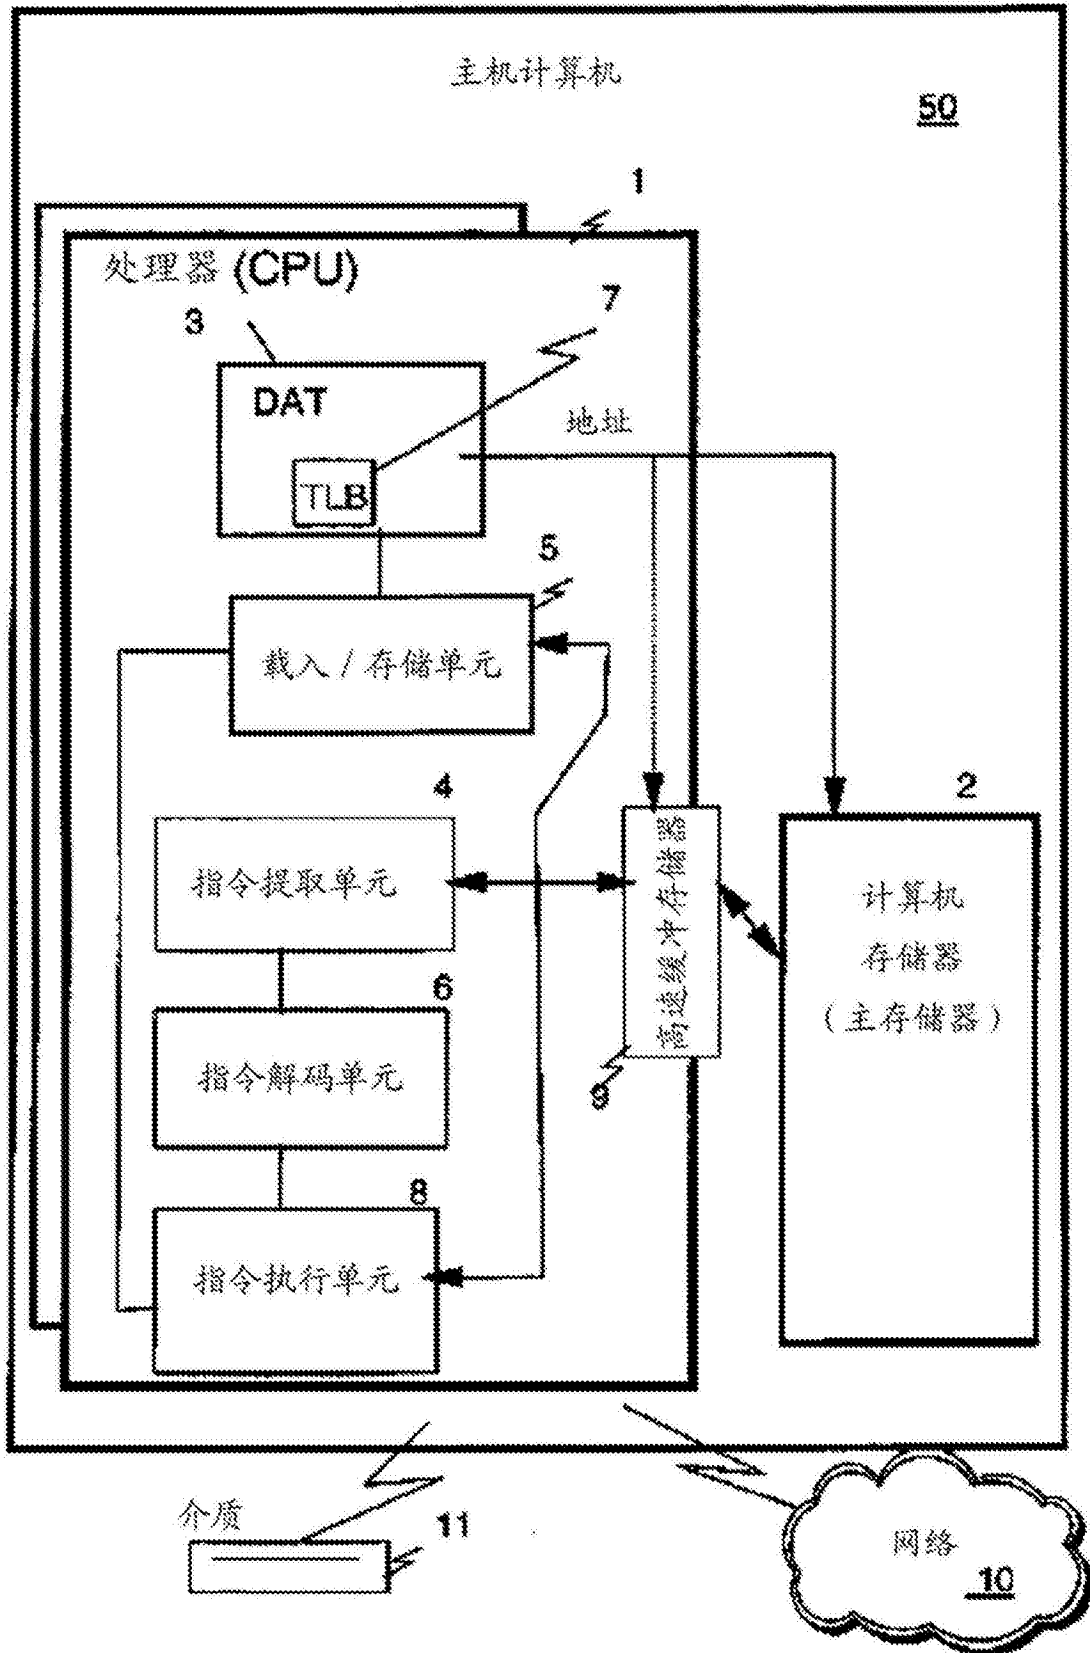 主机计算机
50
1
处理器 (CPU)
7
3
DAT
地址
TLB
5
载入 / 存储单元
4
2
指令提取单元
高速缓冲存储器
计算机
存储器
(主存储器)
6
指令解码单元
9
8
指令执行单元
介质
11
网络
10